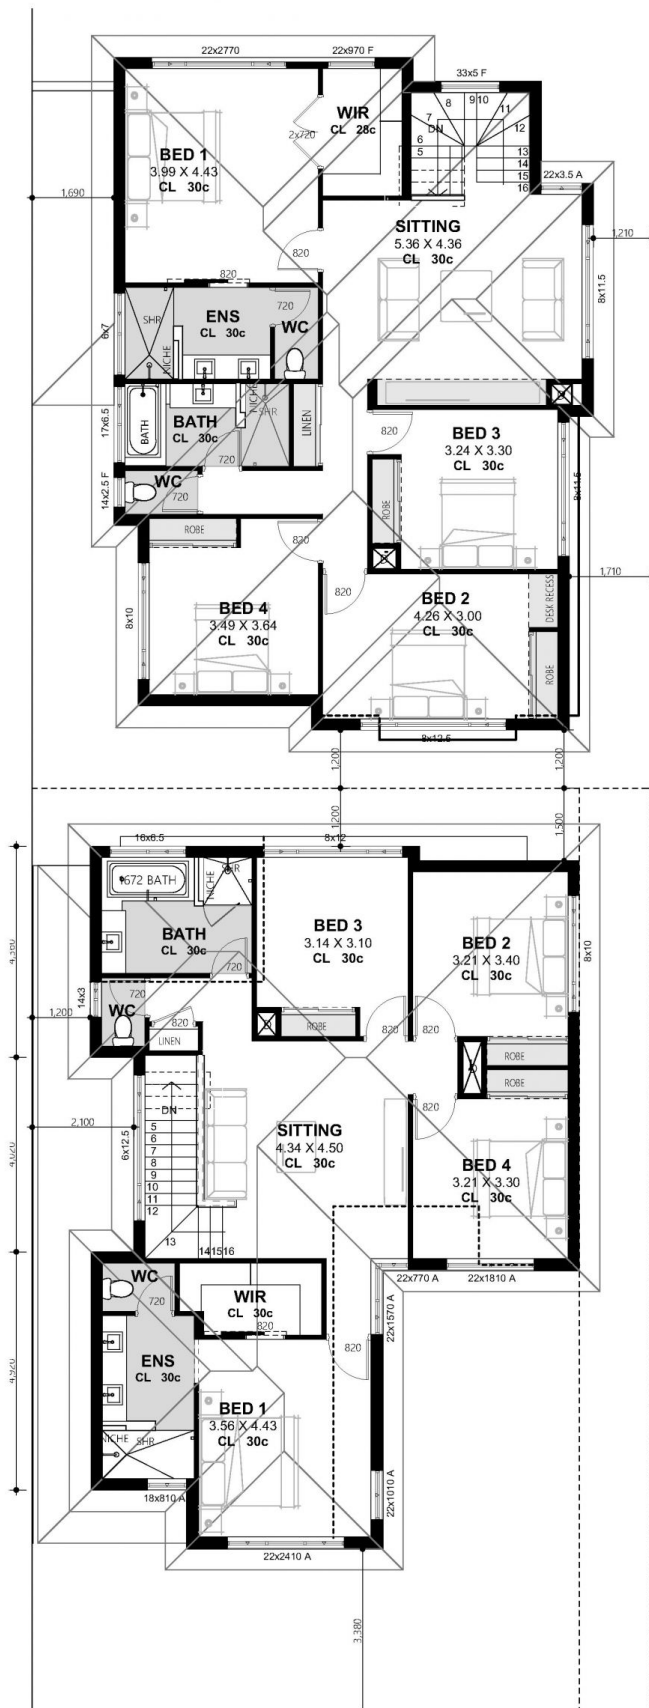 22x2770
22x970 F
33x5 F
WIR
CL 28c
2x720
8
9
10
11
7
DN
12
6
5
13
14
15
16
BED 1
3.99 X 4.43
CL 30c
22x3.5 A
1,690
SITTING
5.36 X 4.36
CL 30c
1,210
820
820
8x11.5
ENS
CL 30c
720
WC
SHR
NICHE
6x7
NICHE
BATH
CL 30c
SHR
LINEN
BATH
17x6.5
820
BED 3
3.24 X 3.30
CL 30c
720
WC
720
14x2.5 F
ROBE
8x11.5
ROBE
820
820
1,710
BED 2
4.26 X 3.00
CL 30c
DESK RECESS
BED 4
3.49 X 3.64
CL 30c
8x10
ROBE
8x12.5
1,200
1,200
1,200
1,500
16x6.5
8x12
1672 BATH
NICHE
SHR
BATH
CL 30c
BED 3
3.14 X 3.10
CL 30c
BED 2
3.21 X 3.40
CL 30c
8x10
4,380
720
720
14x3
WC
1,200
820
LINEN
ROBE
820
820
ROBE
ROBE
DN
5
6
7
8
9
10
11
12
13
14
15
16
2,100
6x12.5
820
SITTING
4.34 X 4.50
CL 30c
BED 4
3.21 X 3.30
CL 30c
4,020
WC
720
WIR
CL 30c
820
22x770 A
22x1810 A
22x1570 A
820
ENS
CL 30c
4,920
BED 1
3.56 X 4.43
CL 30c
NICHE
SHR
18x810 A
22x1010 A
22x2410 A
3,380